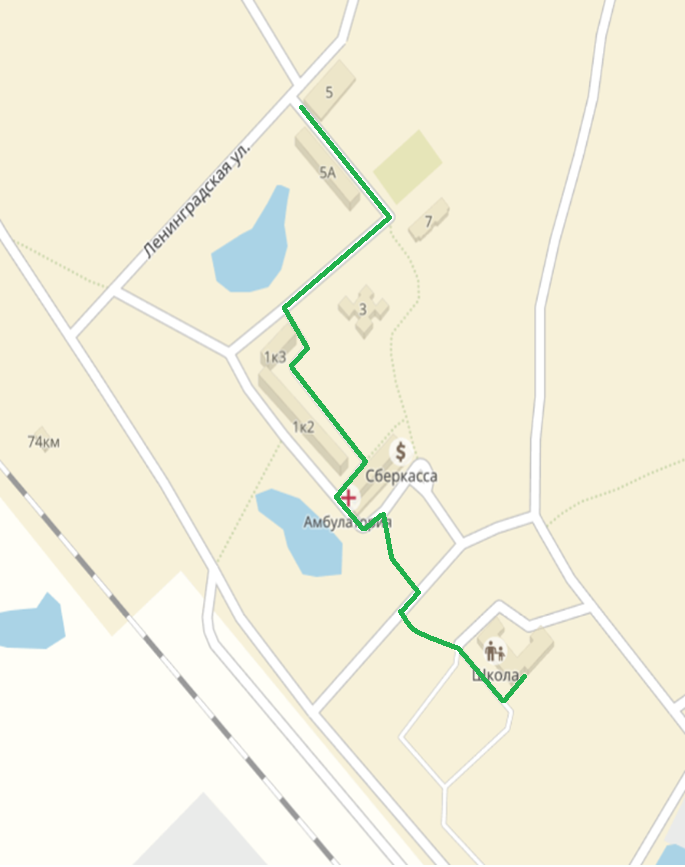 5
5А
Ленинградская ул.
7
3
1к3
1к2
74км
$
Сберкасса
Амбулатория
Школа